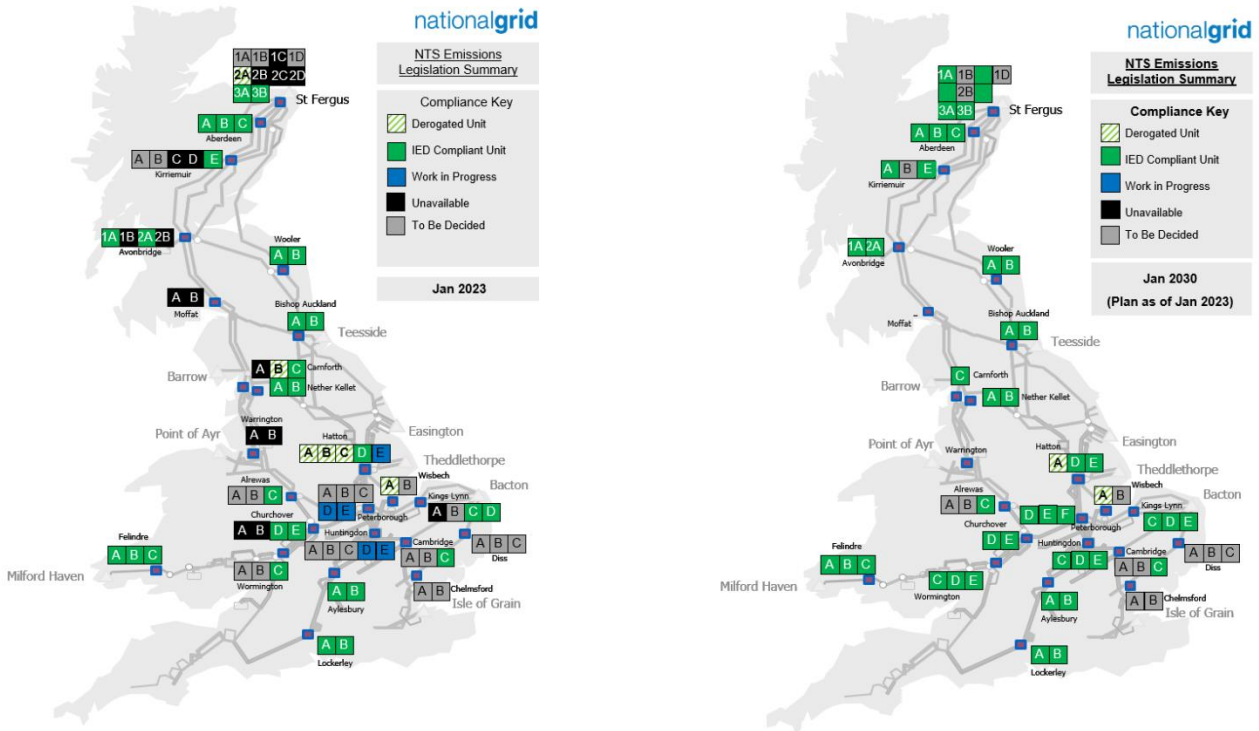 nationalgrid
NTS Emissions
Legislation Summary
Compliance Key
Derogated Unit
IED Compliant Unit
Work in Progress
Unavailable
To Be Decided
Jan 2023
1A 1B 1C 1D
2A 2B 2C 2D
3A 3B
St Fergus
A B C
Aberdeen
A B C D E
Kirriemuir
1A 1B 2A 2B
Avonbridge
Wooler
A B
A B
Moffat
Bishop Auckland
A B
Teesside
A B C Carnforth
A B Nether Kellet
Barrow
Warrington
A B
Point of Ayr
Hatton
A B C D E
Easington
Theddlethorpe
Wisbech
A B
Bacton
Kings Lynn
A B C D
Alrewas
A B C
A B C
D E
Peterborough
Churchover
A B D E
Huntingdon
A B C D E
Cambridge
A B C
A B C
Diss
Felindre
A B C
Milford Haven
A B C
Wormington
A B
Chelmsford
Isle of Grain
A B
Aylesbury
A B
Lockerley
nationalgrid
NTS Emissions
Legislation Summary
Compliance Key
Derogated Unit
IED Compliant Unit
Work in Progress
Unavailable
To Be Decided
Jan 2030
(Plan as of Jan 2023)
1A 1B 1D
2B
3A 3B
St Fergus
A B C
Aberdeen
A B E
Kirriemuir
1A 2A
Avonbridge
Wooler
A B
Moffat
Bishop Auckland
A B
Teesside
C Carnforth
A B Nether Kellet
Barrow
Point of Ayr
Warrington
Hatton
A D E
Easington
Theddlethorpe
Wisbech
A B
Bacton
Kings Lynn
C D E
Alrewas
A B C
D E F
Peterborough
Churchover
D E
Huntingdon
C D E
Cambridge
A B C
A B C
Diss
Felindre
A B C
Milford Haven
C D E
Wormington
A B
Chelmsford
Isle of Grain
A B
Aylesbury
A B
Lockerley